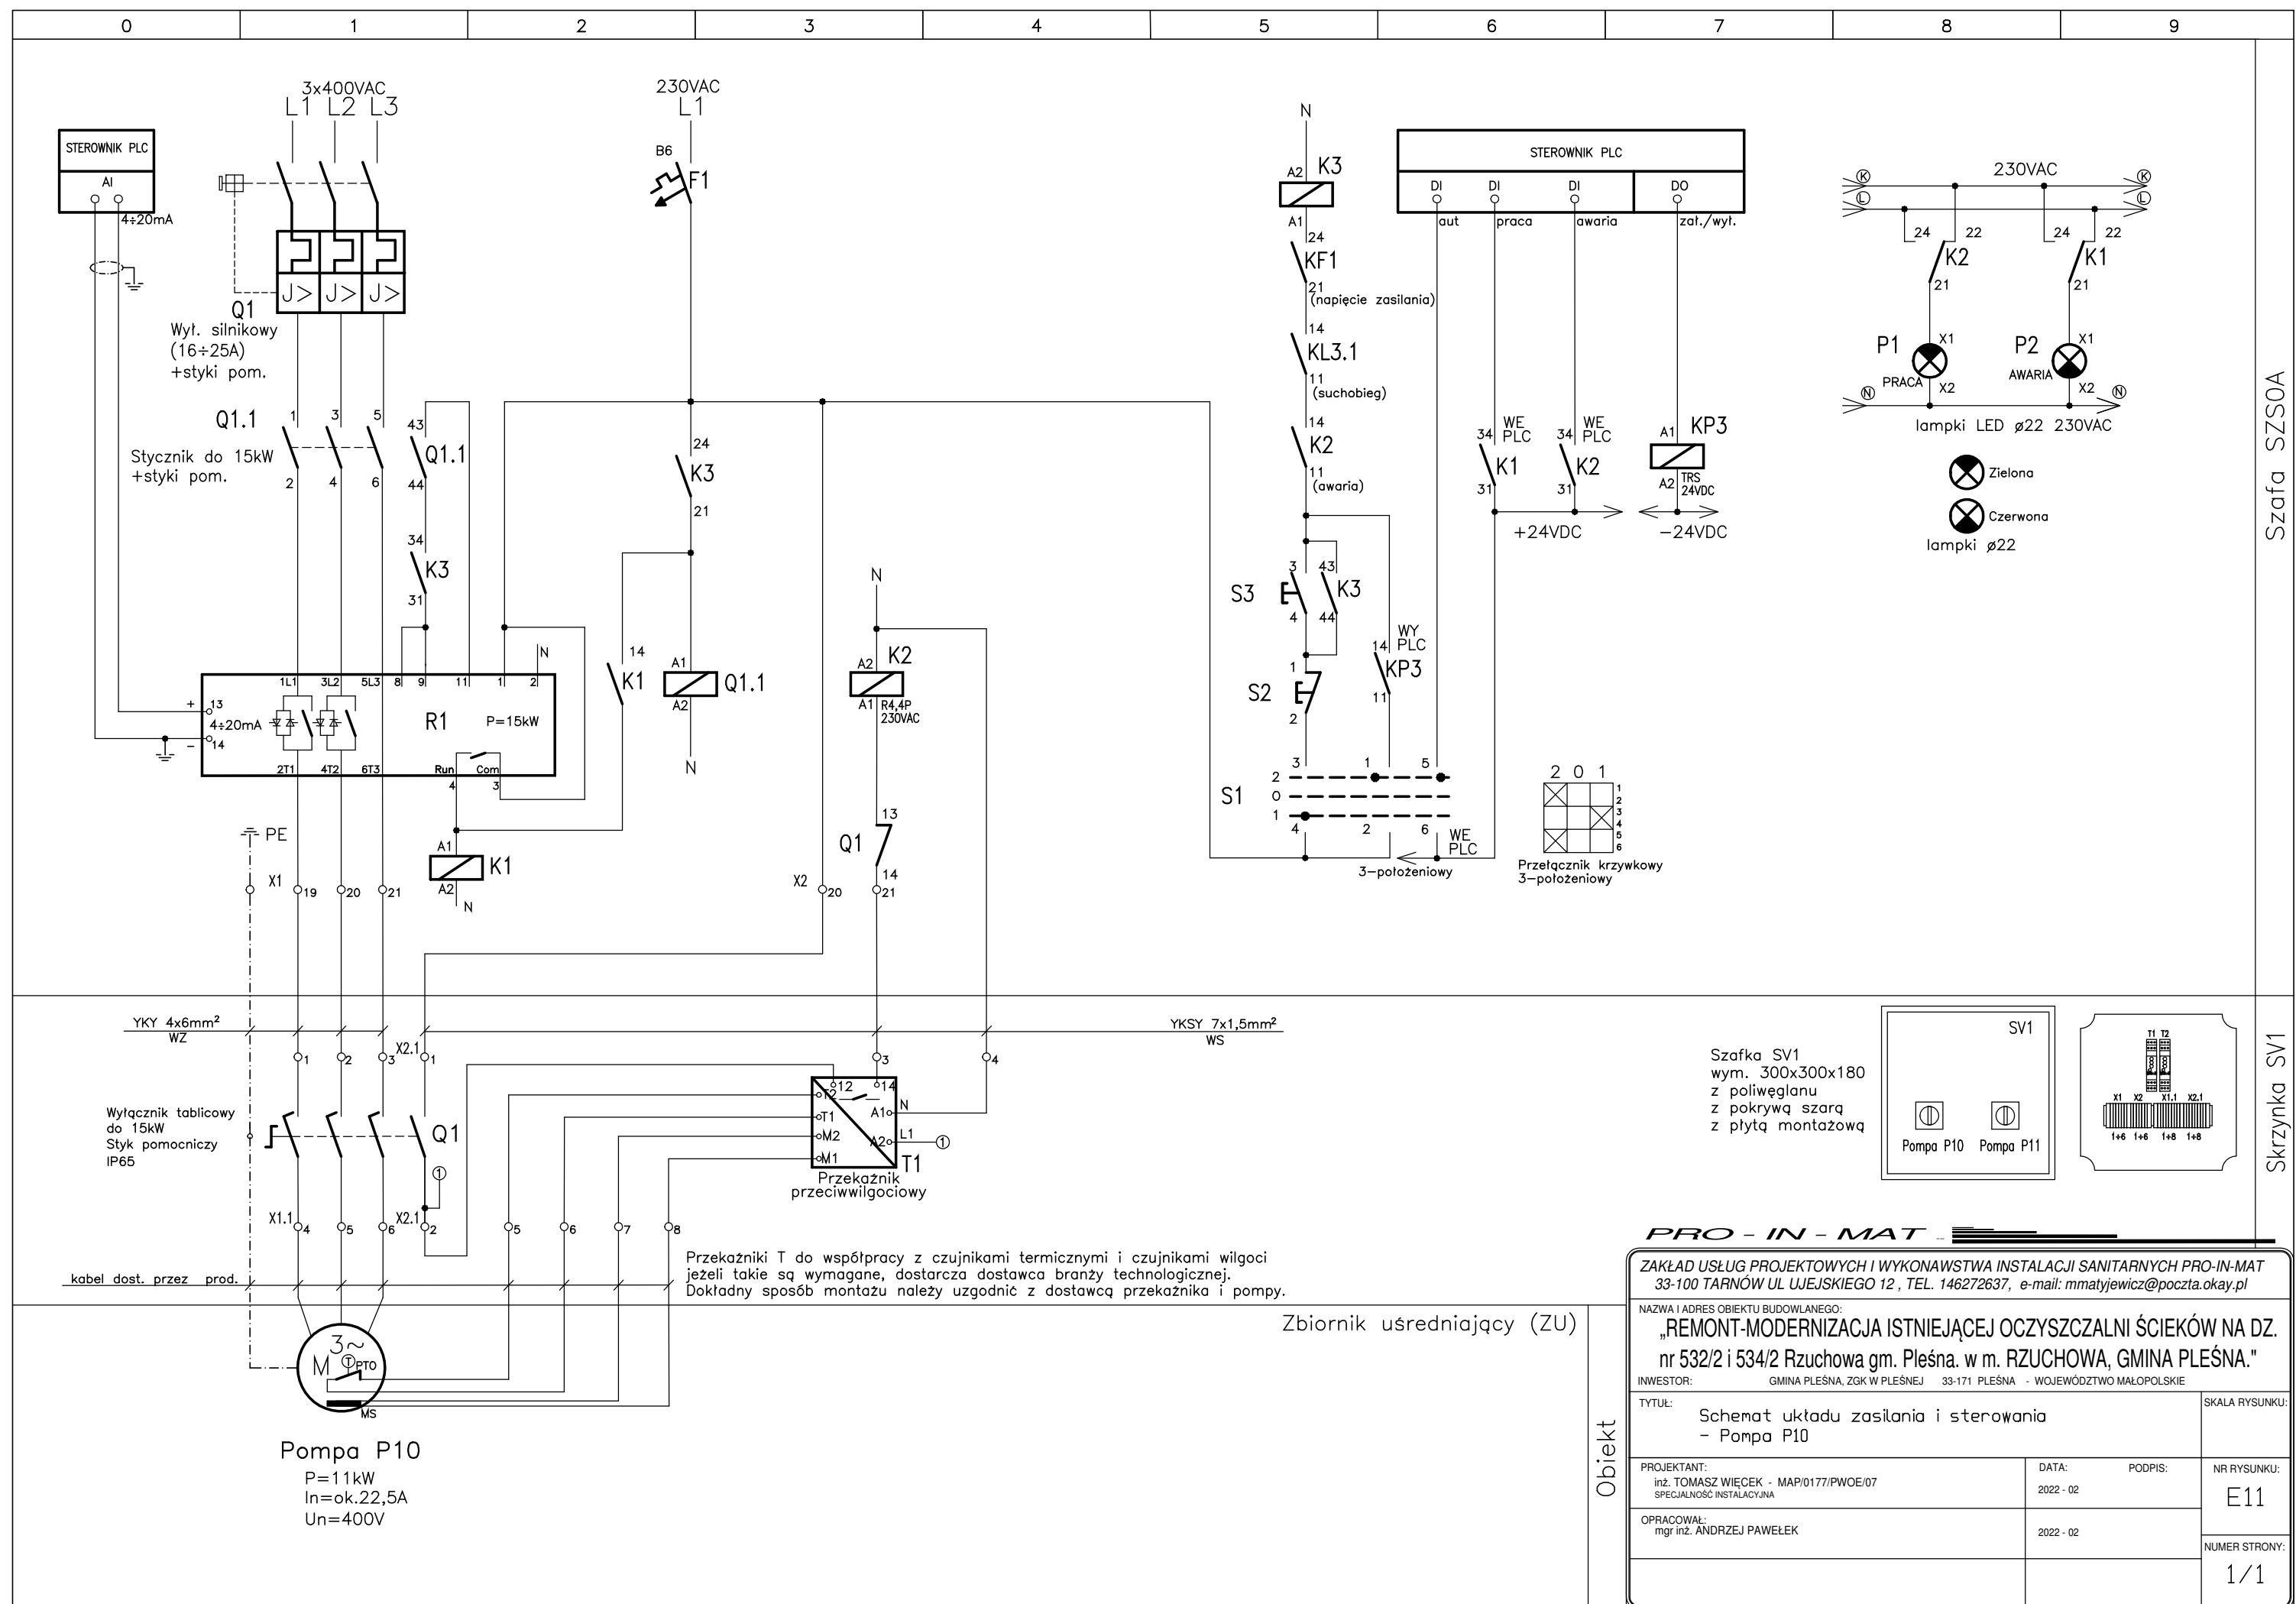 0 1 2 3 4 5 6 7 8 9
3x400VAC
L1 L2 L3
230VAC
L1
N
STEROWNIK PLC
AI
4÷20mA
B6
F1
A2
K3
A1
24
KF1
21
(napięcie zasilania)
14
KL3.1
11
(suchobieg)
14
K2
11
(awaria)
STEROWNIK PLC
DI DI DI DO
aut praca awaria zał./wył.
230VAC
K K
L L
24 22 24 22
K2 K1
21 21
P1 X1 P2 X1
PRACA X2 AWARIA X2
N N
lampki LED ø22 230VAC
Zielona
Czerwona
lampki ø22
Szafa SZS0A
J> J> J>
Q1
Wył. silnikowy
(16÷25A)
+styki pom.
Q1.1
1 3 5
43
Q1.1
44
Stycznik do 15kW
+styki pom.
2 4 6
34
K3
31
24
K3
21
34 WE PLC
K1
31
34 WE PLC
K2
31
A1 KP3
A2 TRS
24VDC
+24VDC
-24VDC
3 43
S3 K3
4 44
WY
PLC
14
KP3
11
1
S2
2
N
1L1 3L2 5L3 8 9 11 1 2
N
+ 13
4÷20mA
- 14
R1 P=15kW
2T1 4T2 6T3 Run Com
4 3
14
K1
A1
Q1.1
A2
N
A2 K2
A1 R4,4P
230VAC
13
Q1
14
3 1 5
2
S1 0
1
4 2 6
WE
PLC
3-położeniowy
2 0 1
1
2
3
4
5
6
Przełącznik krzywkowy
3-położeniowy
PE
A1
K1
A2
N
X1 19 20 21
X2 20 21
YKY 4x6mm²
WZ
YKSY 7x1,5mm²
WS
1 2 3 X2.1 1 3 4
Wyłącznik tablicowy
do 15kW
Styk pomocniczy
IP65
Q1
1
12 14
T2
T1
M2
M1
A1 N
A2 L1 1
T1
Przekaźnik
przeciwwilgociowy
X1.1 4 5 6 X2.1 2 5 6 7 8
Szafka SV1
wym. 300x300x180
z poliwęglanu
z pokrywą szarą
z płytą montażową
SV1
Pompa P10 Pompa P11
T1 T2
X1 X2 X1.1 X2.1
1÷6 1÷6 1÷8 1÷8
Skrzynka SV1
kabel dost. przez prod.
Przekaźniki T do współpracy z czujnikami termicznymi i czujnikami wilgoci
jeżeli takie są wymagane, dostarcza dostawca branży technologicznej.
Dokładny sposób montażu należy uzgodnić z dostawcą przekaźnika i pompy.
Zbiornik uśredniający (ZU)
3~
M T PTO
MS
Pompa P10
P=11kW
In=ok.22,5A
Un=400V
Obiekt
PRO - IN - MAT
ZAKŁAD USŁUG PROJEKTOWYCH I WYKONAWSTWA INSTALACJI SANITARNYCH PRO-IN-MAT
33-100 TARNÓW UL UJEJSKIEGO 12 , TEL. 146272637, e-mail: mmatyjewicz@poczta.okay.pl
NAZWA I ADRES OBIEKTU BUDOWLANEGO:
„REMONT-MODERNIZACJA ISTNIEJĄCEJ OCZYSZCZALNI ŚCIEKÓW NA DZ.
nr 532/2 i 534/2 Rzuchowa gm. Pleśna. w m. RZUCHOWA, GMINA PLEŚNA."
INWESTOR: GMINA PLEŚNA, ZGK W PLEŚNEJ 33-171 PLEŚNA - WOJEWÓDZTWO MAŁOPOLSKIE
TYTUŁ:
Schemat układu zasilania i sterowania
- Pompa P10
SKALA RYSUNKU:
PROJEKTANT:
inż. TOMASZ WIĘCEK - MAP/0177/PWOE/07
SPECJALNOŚĆ INSTALACYJNA
DATA: PODPIS:
2022 - 02
NR RYSUNKU:
E11
OPRACOWAŁ:
mgr inż. ANDRZEJ PAWEŁEK
2022 - 02
NUMER STRONY:
1/1